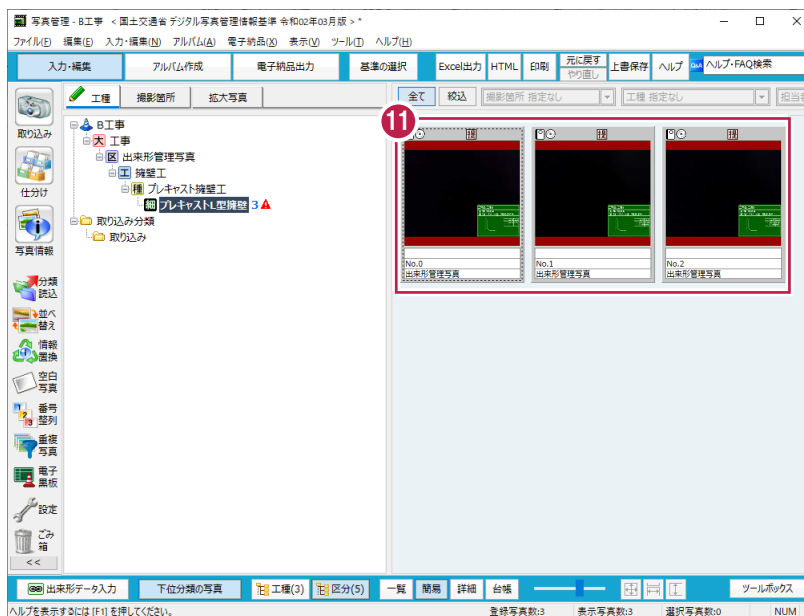 写真管理 - B工事 <国土交通省 デジタル写真管理情報基準 令和02年03月版> *
ファイル(F) 編集(E) 入力・編集(N) アルバム(A) 電子納品(X) 表示(V) ツール(T) ヘルプ(H)
入力・編集 アルバム作成 電子納品出力 基準の選択 Excel出力 HTML 印刷 元に戻す やり直し 上書保存 ヘルプ Q&A ヘルプ・FAQ検索
取り込み
仕分け
写真情報
分類読込
並べ替え
情報置換
空白写真
番号整列
重複写真
電子黒板
設定
ごみ箱
<<
工種 撮影箇所 拡大写真
B工事
大 工事
区 出来形管理写真
工 擁壁工
種 プレキャスト擁壁工
細 プレキャストL型擁壁 3
取り込み分類
取り込み
全て 絞込 撮影箇所 指定なし 工種 指定なし 担当
11
提 提 提
No.0 No.1 No.2
出来形管理写真 出来形管理写真 出来形管理写真
出来形データ入力 下位分類の写真 工種(3) 区分(5) 一覧 簡易 詳細 台帳 ツールボックス
ヘルプを表示するには [F1] を押してください。 登録写真数:3 表示写真数:3 選択写真数:0 NUM